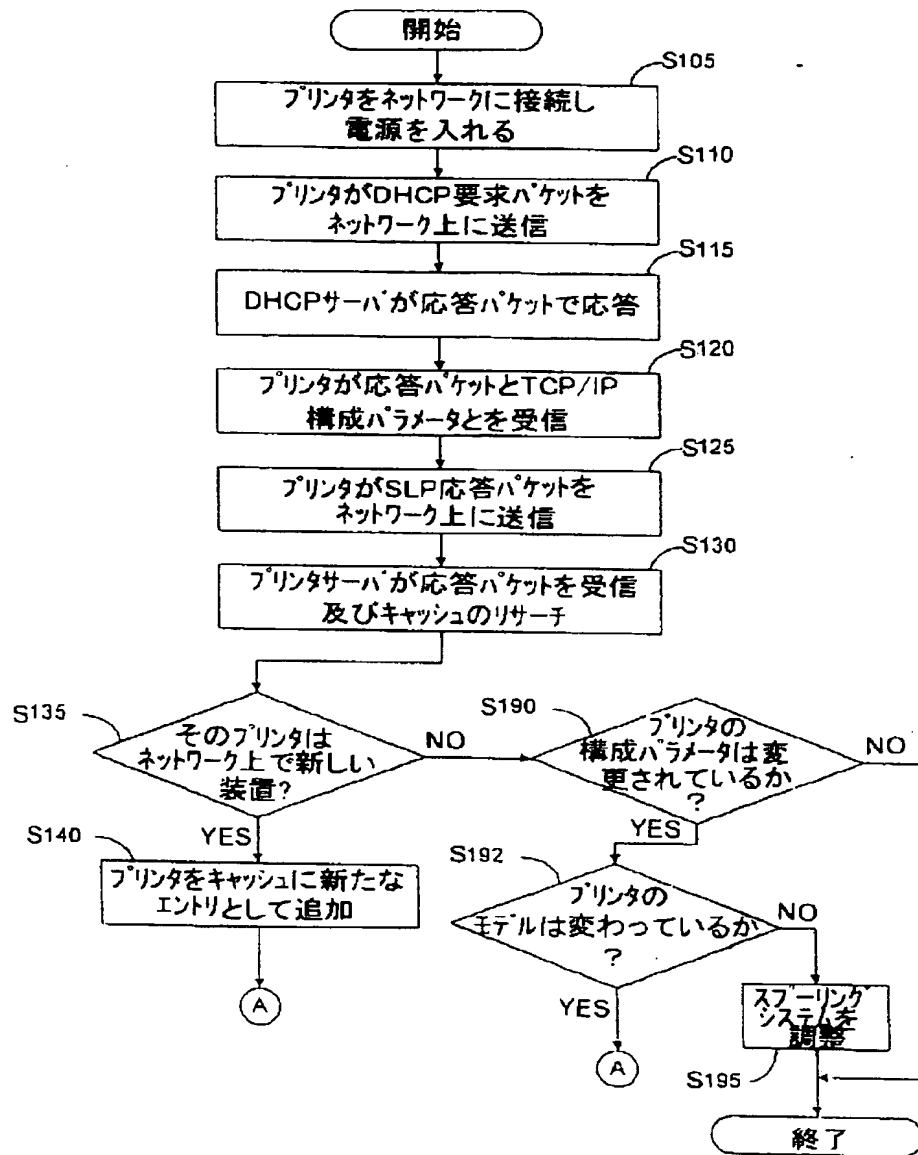 開始
S105
プリンタをネットワークに接続し
電源を入れる
S110
プリンタがDHCP要求パケットを
ネットワーク上に送信
S115
DHCPサーバが応答パケットで応答
S120
プリンタが応答パケットとTCP/IP
構成パラメータとを受信
S125
プリンタがSLP応答パケットを
ネットワーク上に送信
S130
プリンタサーバが応答パケットを受信
及びキャッシュのリサーチ
S135
そのプリンタは
ネットワーク上で新しい
装置?
NO
YES
S190
プリンタの
構成パラメータは変
更されているか
?
NO
YES
S140
プリンタをキャッシュに新たな
エントリとして追加
A
S192
プリンタの
モデルは変わっているか
?
NO
YES
A
スプーリング
システムを
調整
S195
終了